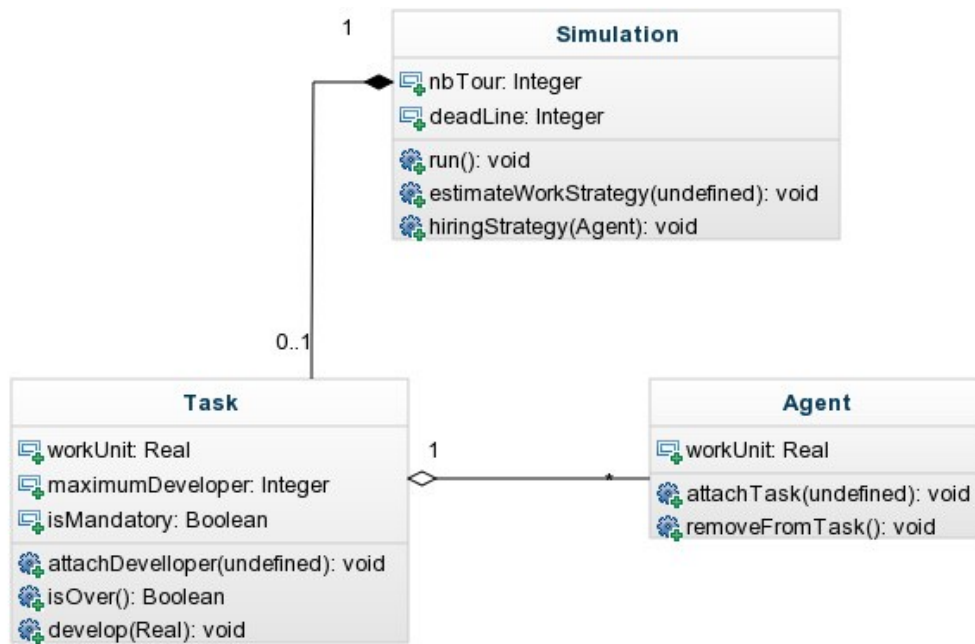 1
Simulation
nbTour: Integer
deadLine: Integer
run(): void
estimateWorkStrategy(undefined): void
hiringStrategy(Agent): void
0..1
Task
workUnit: Real
maximumDeveloper: Integer
isMandatory: Boolean
attachDevelloper(undefined): void
isOver(): Boolean
develop(Real): void
1
*
Agent
workUnit: Real
attachTask(undefined): void
removeFromTask(): void